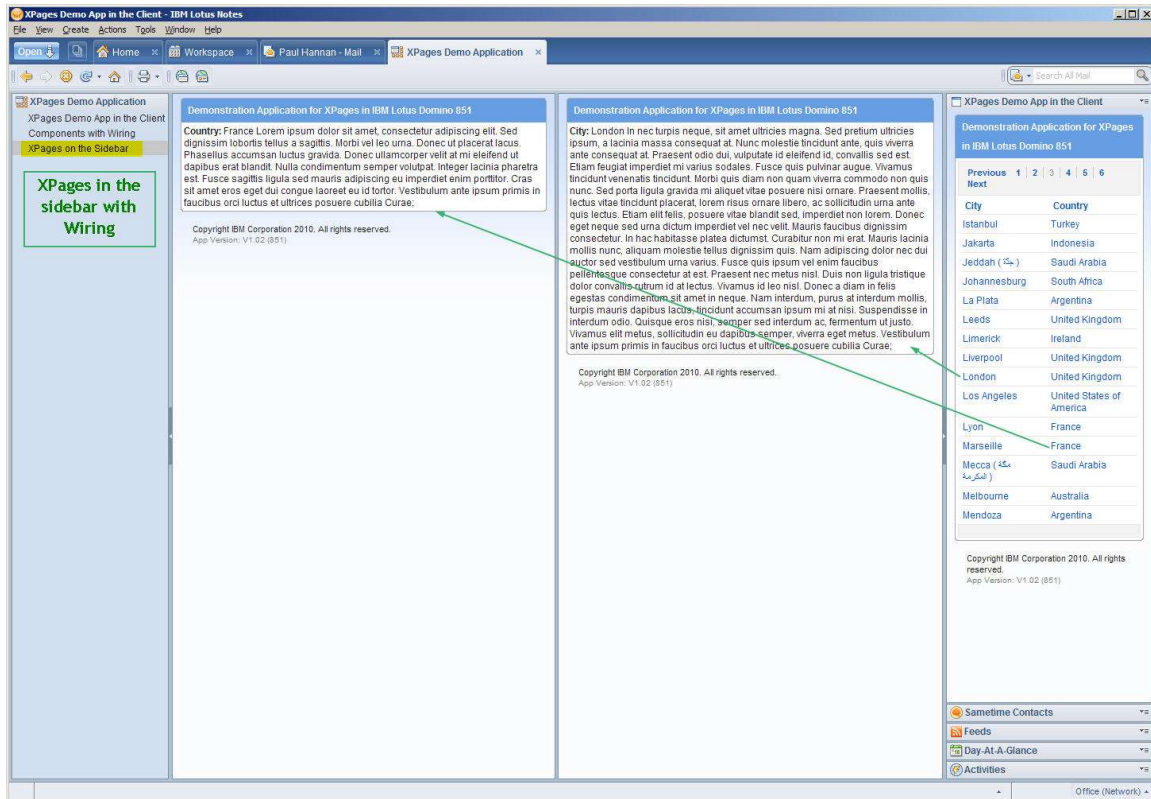 XPages Demo App in the Client - IBM Lotus Notes
File View Create Actions Tools Window Help
Open
Home
Workspace
Paul Hannan - Mail
XPages Demo Application
Search All Mail
XPages Demo Application
XPages Demo App in the Client
Components with Wiring
XPages on the Sidebar
XPages in the
sidebar with
Wiring
Demonstration Application for XPages in IBM Lotus Domino 851
Country: France Lorem ipsum dolor sit amet, consectetur adipiscing elit. Sed
dignissim lobortis tellus a sagittis. Morbi vel leo urna. Donec ut placerat lacus.
Phasellus accumsan luctus gravida. Donec ullamcorper velit at mi eleifend ut
dapibus erat blandit. Nulla condimentum semper volutpat. Integer lacinia pharetra
est. Fusce sagittis ligula sed mauris adipiscing eu imperdiet enim porttitor. Cras
sit amet eros eget dui congue laoreet eu id tortor. Vestibulum ante ipsum primis in
faucibus orci luctus et ultrices posuere cubilia Curae;
Copyright IBM Corporation 2010. All rights reserved.
App Version: V1.02 (851)
Demonstration Application for XPages in IBM Lotus Domino 851
City: London In nec turpis neque, sit amet ultricies magna. Sed pretium ultricies
ipsum, a lacinia massa consequat at. Nunc molestie tincidunt ante, quis viverra
ante consequat at. Praesent odio dui, vulputate id eleifend id, convallis sed est.
Etiam feugiat imperdiet mi varius sodales. Fusce quis pulvinar augue. Vivamus
tincidunt venenatis tincidunt. Morbi quis diam non quam viverra commodo non quis
nunc. Sed porta ligula gravida mi aliquet vitae posuere nisi ornare. Praesent mollis,
lectus vitae tincidunt placerat, lorem risus ornare libero, ac sollicitudin urna ante
quis lectus. Etiam elit felis, posuere vitae blandit sed, imperdiet non lorem. Donec
eget neque sed urna dictum imperdiet vel nec velit. Mauris faucibus dignissim
consectetur. In hac habitasse platea dictumst. Curabitur non mi erat. Mauris lacinia
mollis nunc, aliquam molestie tellus dignissim quis. Nam adipiscing dolor nec dui
auctor sed vestibulum urna varius. Fusce quis ipsum vel enim faucibus
pellentesque consectetur at est. Praesent nec metus nisl. Duis non ligula tristique
dolor convallis rutrum id at lectus. Vivamus id leo nisl. Donec a diam in felis
egestas condimentum sit amet in neque. Nam interdum, purus at interdum mollis,
turpis mauris dapibus lacus, tincidunt accumsan ipsum mi at nisi. Suspendisse in
interdum odio. Quisque eros nisi, semper sed interdum ac, fermentum ut justo.
Vivamus elit metus, sollicitudin eu dapibus semper, viverra eget metus. Vestibulum
ante ipsum primis in faucibus orci luctus et ultrices posuere cubilia Curae;
Copyright IBM Corporation 2010. All rights reserved.
App Version: V1.02 (851)
XPages Demo App in the Client
Demonstration Application for XPages
in IBM Lotus Domino 851
Previous 1 | 2 | 3 | 4 | 5 | 6
Next
City Country
Istanbul Turkey
Jakarta Indonesia
Jeddah (جدّة) Saudi Arabia
Johannesburg South Africa
La Plata Argentina
Leeds United Kingdom
Limerick Ireland
Liverpool United Kingdom
London United Kingdom
Los Angeles United States of
America
Lyon France
Marseille France
Mecca (مكّة Saudi Arabia
المكرمة)
Melbourne Australia
Mendoza Argentina
Copyright IBM Corporation 2010. All rights
reserved.
App Version: V1.02 (851)
Sametime Contacts
Feeds
Day-At-A-Glance
Activities
Office (Network)